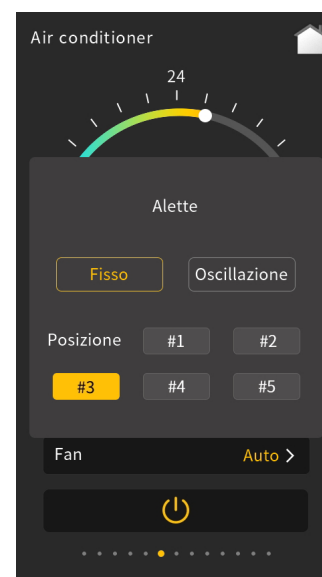 Air conditioner
24
Alette
Fisso Oscillazione
Posizione #1 #2
#3 #4 #5
Fan Auto